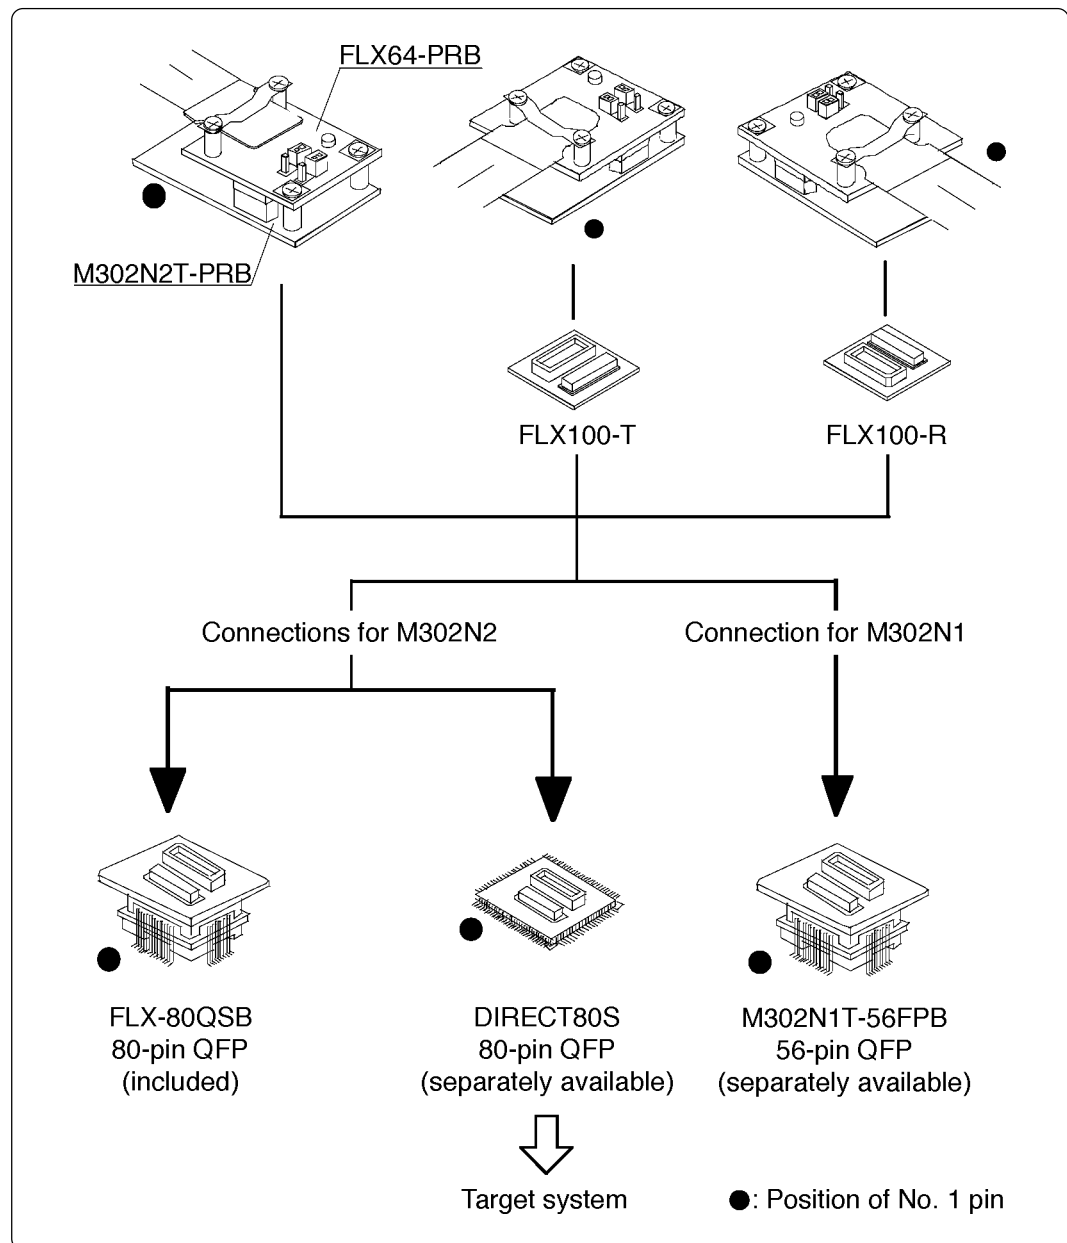 FLX64-PRB
M302N2T-PRB
FLX100-T
FLX100-R
Connections for M302N2
Connection for M302N1
FLX-80QSB
80-pin QFP
(included)
DIRECT80S
80-pin QFP
(separately available)
M302N1T-56FPB
56-pin QFP
(separately available)
Target system
●: Position of No. 1 pin